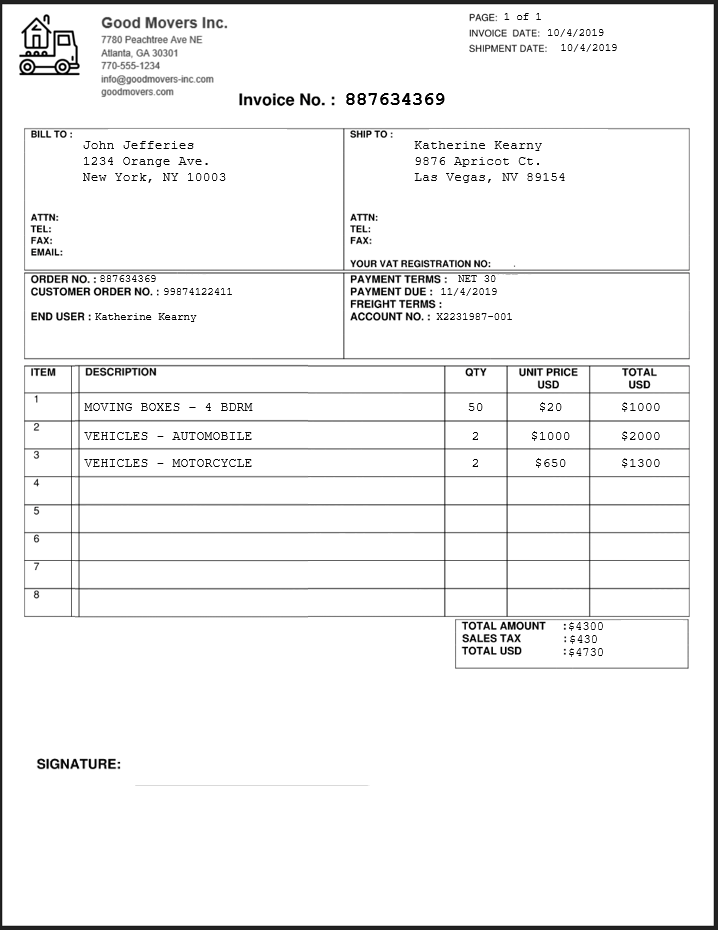 Good Movers Inc.
7780 Peachtree Ave NE
Atlanta, GA 30301
770-555-1234
info@goodmovers-inc.com
goodmovers.com
PAGE: 1 of 1
INVOICE DATE: 10/4/2019
SHIPMENT DATE: 10/4/2019
Invoice No. : 887634369
BILL TO :
John Jefferies
1234 Orange Ave.
New York, NY 10003
ATTN:
TEL:
FAX:
EMAIL:
SHIP TO :
Katherine Kearny
9876 Apricot Ct.
Las Vegas, NV 89154
ATTN:
TEL:
FAX:
YOUR VAT REGISTRATION NO:
ORDER NO. : 887634369
CUSTOMER ORDER NO. : 99874122411
END USER : Katherine Kearny
PAYMENT TERMS : NET 30
PAYMENT DUE : 11/4/2019
FREIGHT TERMS :
ACCOUNT NO. : X2231987-001
ITEM DESCRIPTION QTY UNIT PRICE USD TOTAL USD
1 MOVING BOXES - 4 BDRM 50 $20 $1000
2 VEHICLES - AUTOMOBILE 2 $1000 $2000
3 VEHICLES - MOTORCYCLE 2 $650 $1300
4
5
6
7
8
TOTAL AMOUNT :$4300
SALES TAX :$430
TOTAL USD :$4730
SIGNATURE: